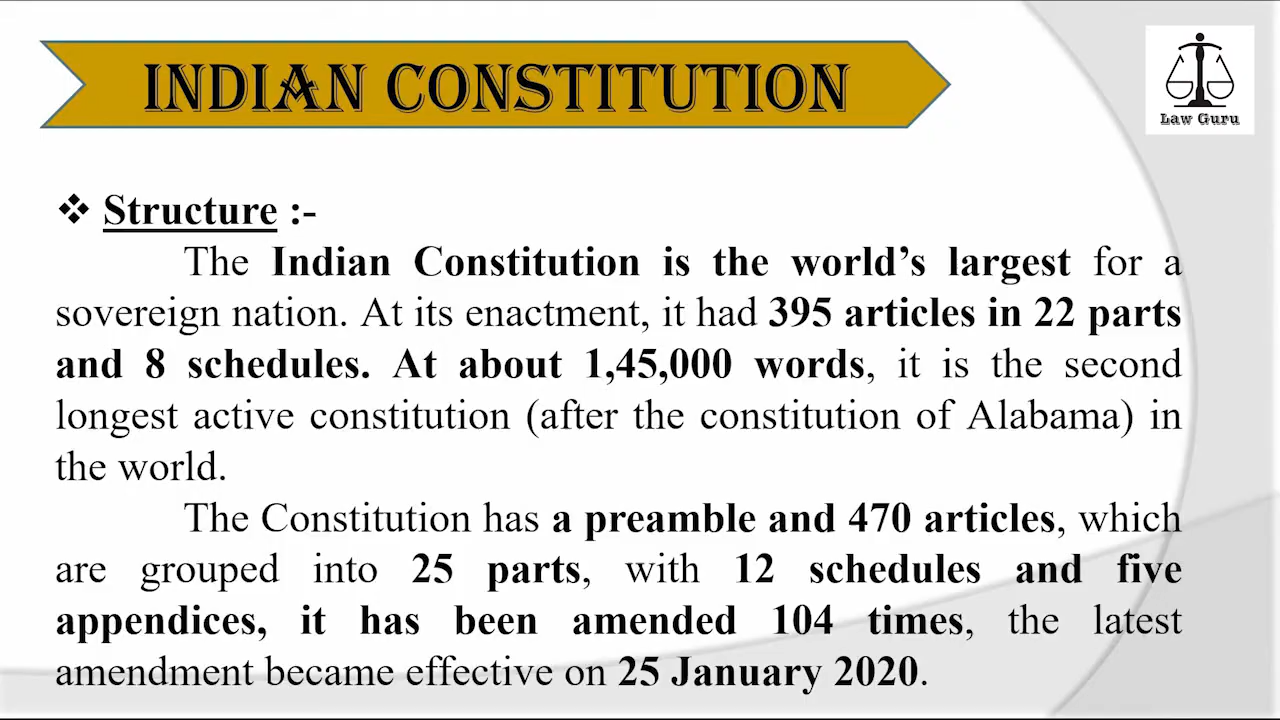 INDIAN CONSTITUTION
Law Guru
❖ Structure :-
The Indian Constitution is the world’s largest for a
sovereign nation. At its enactment, it had 395 articles in 22 parts
and 8 schedules. At about 1,45,000 words, it is the second
longest active constitution (after the constitution of Alabama) in
the world.
The Constitution has a preamble and 470 articles, which
are grouped into 25 parts, with 12 schedules and five
appendices, it has been amended 104 times, the latest
amendment became effective on 25 January 2020.